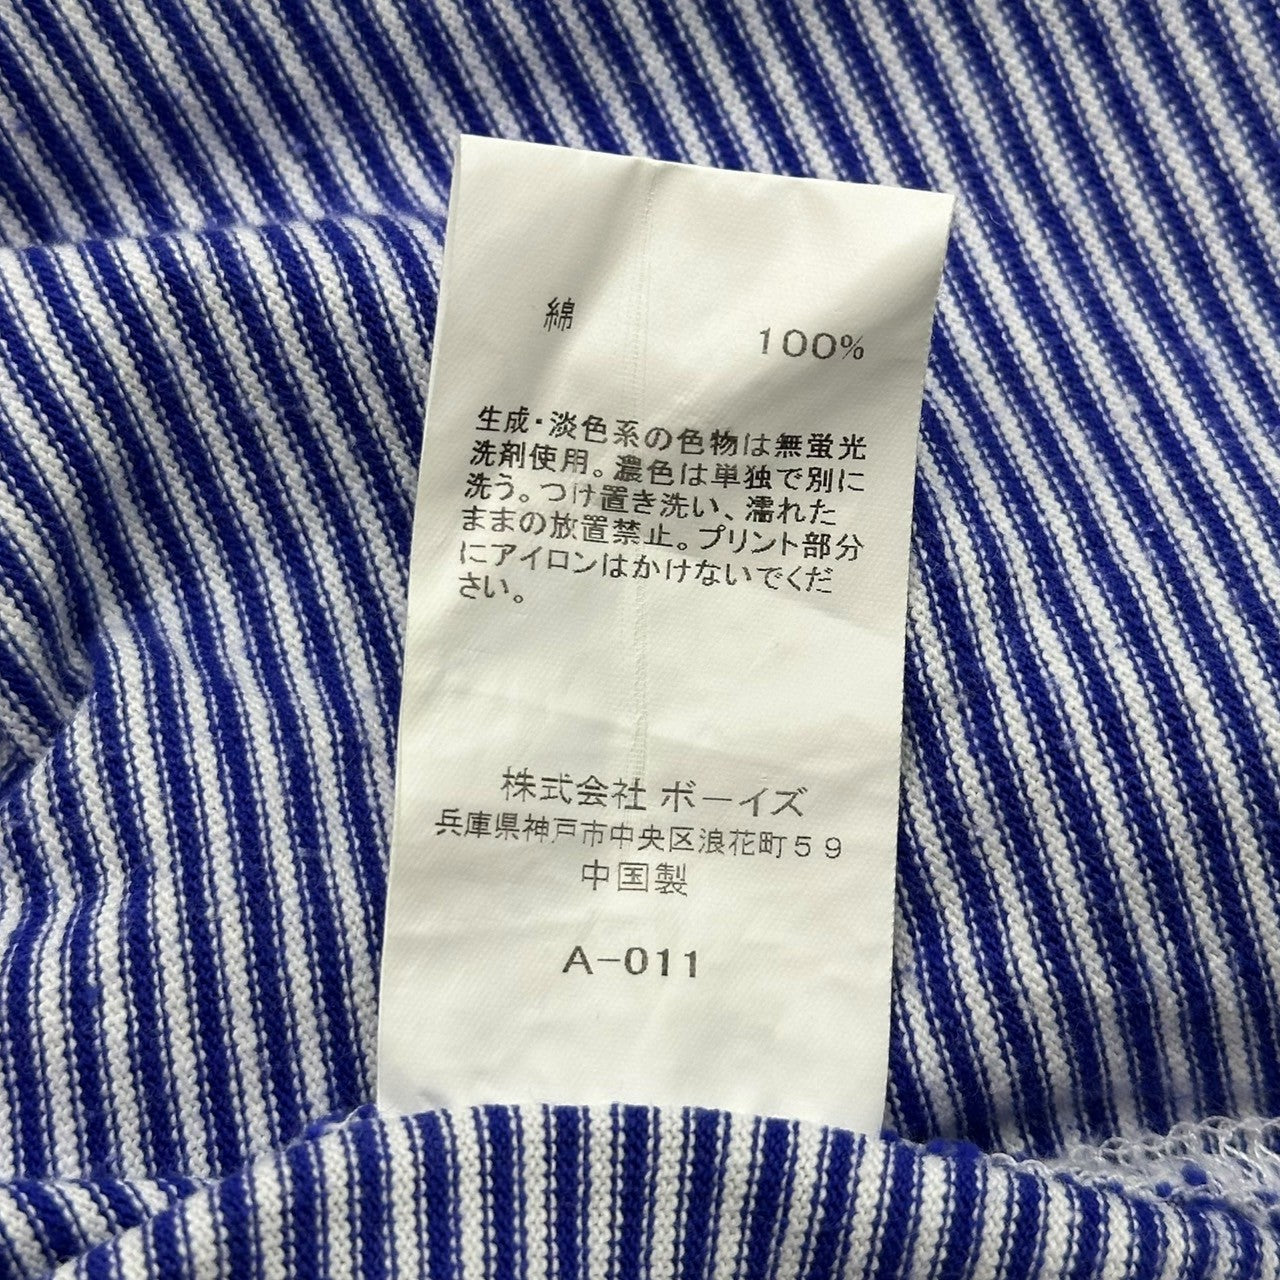 綿 100%
生成・淡色系の色物は無蛍光
洗剤使用。濃色は単独で別に
洗う。つけ置き洗い、濡れた
ままの放置禁止。プリント部分
にアイロンはかけないでくだ
さい。
株式会社 ボーイズ
兵庫県神戸市中央区浪花町59
中国製
A-011